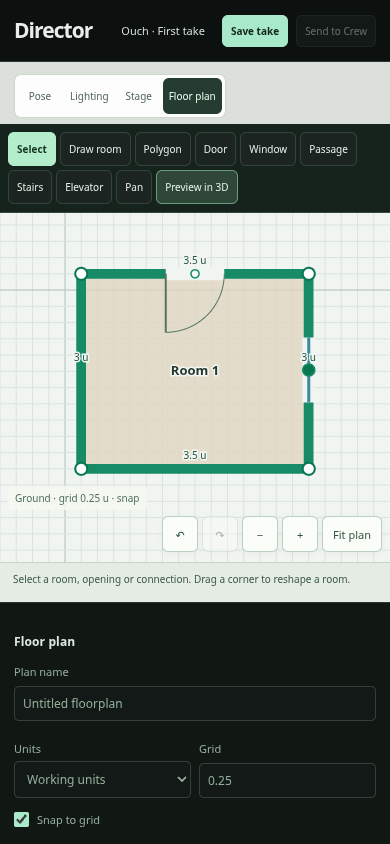 Director
Ouch · First take
Save take
Send to Crew
Pose
Lighting
Stage
Floor plan
Select
Draw room
Polygon
Door
Window
Passage
Stairs
Elevator
Pan
Preview in 3D
3.5 u
3 u
3 u
Room 1
3.5 u
Ground · grid 0.25 u · snap
↶
↷
−
+
Fit plan
Select a room, opening or connection. Drag a corner to reshape a room.
Floor plan
Plan name
Untitled floorplan
Units
Grid
Working units
0.25
Snap to grid